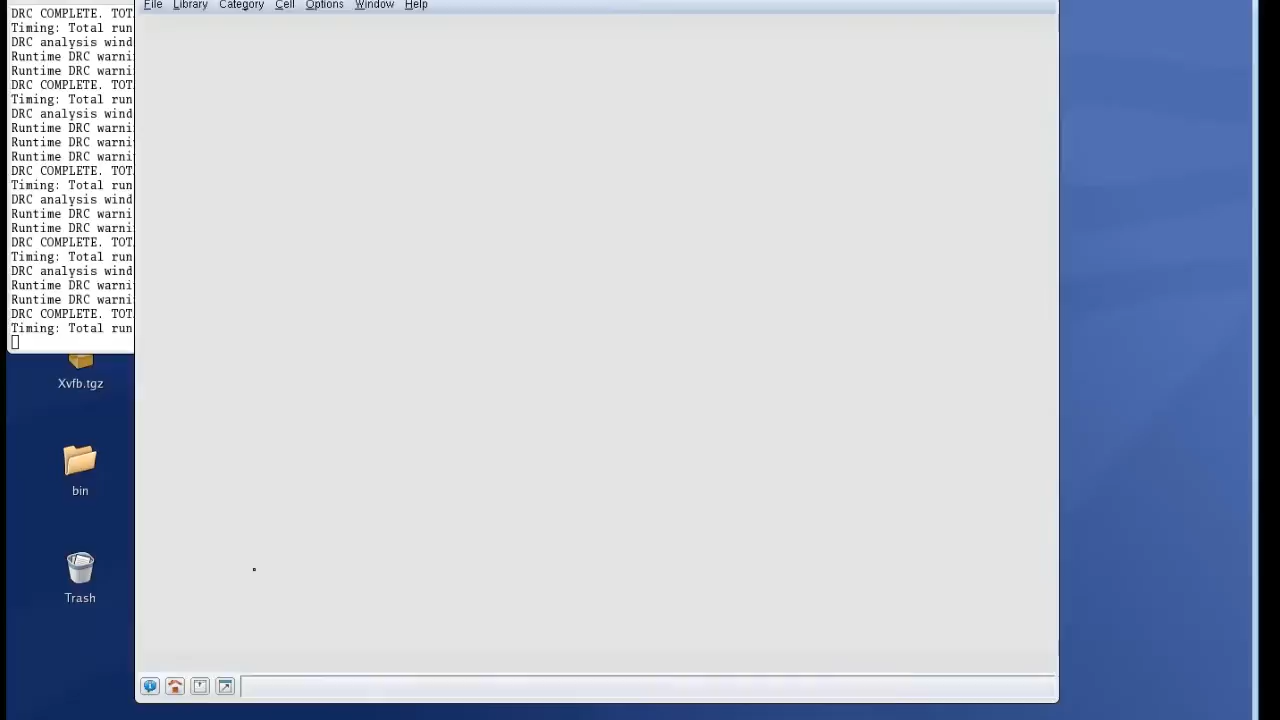 File Library Category Cell Options Window Help
DRC COMPLETE. TOT
Timing: Total run
DRC analysis wind
Runtime DRC warni
Runtime DRC warni
DRC COMPLETE. TOT
Timing: Total run
DRC analysis wind
Runtime DRC warni
Runtime DRC warni
Runtime DRC warni
DRC COMPLETE. TOT
Timing: Total run
DRC analysis wind
Runtime DRC warni
Runtime DRC warni
DRC COMPLETE. TOT
Timing: Total run
DRC analysis wind
Runtime DRC warni
Runtime DRC warni
DRC COMPLETE. TOT
Timing: Total run
Xvfb.tgz
bin
Trash